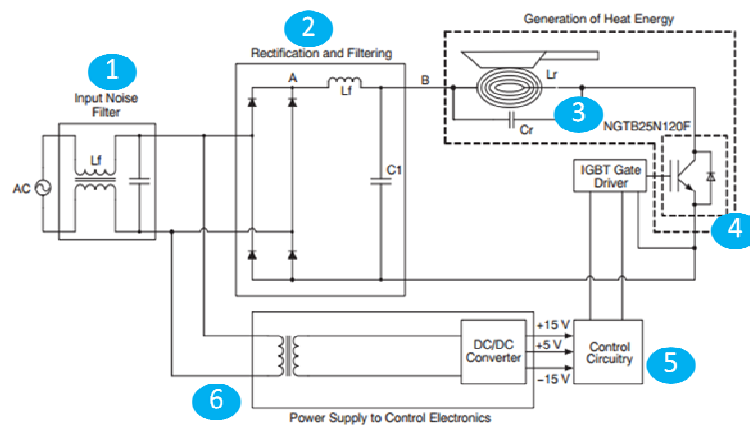 Generation of Heat Energy
2
Rectification and Filtering
1
Input Noise
Filter
A
Lf
B
Lr
3
Cr
NGTB25N120F
Lf
AC
C1
IGBT Gate
Driver
4
+15 V
DC/DC
Converter
+5 V
−15 V
Control
Circuitry
5
6
Power Supply to Control Electronics